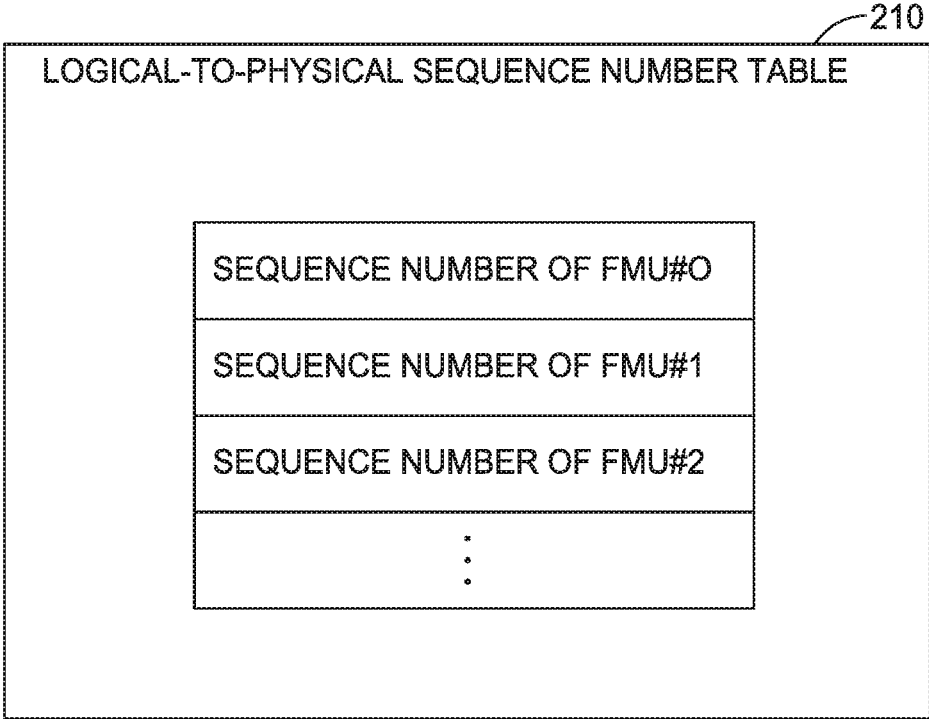 210
LOGICAL-TO-PHYSICAL SEQUENCE NUMBER TABLE
SEQUENCE NUMBER OF FMU#O
SEQUENCE NUMBER OF FMU#1
SEQUENCE NUMBER OF FMU#2